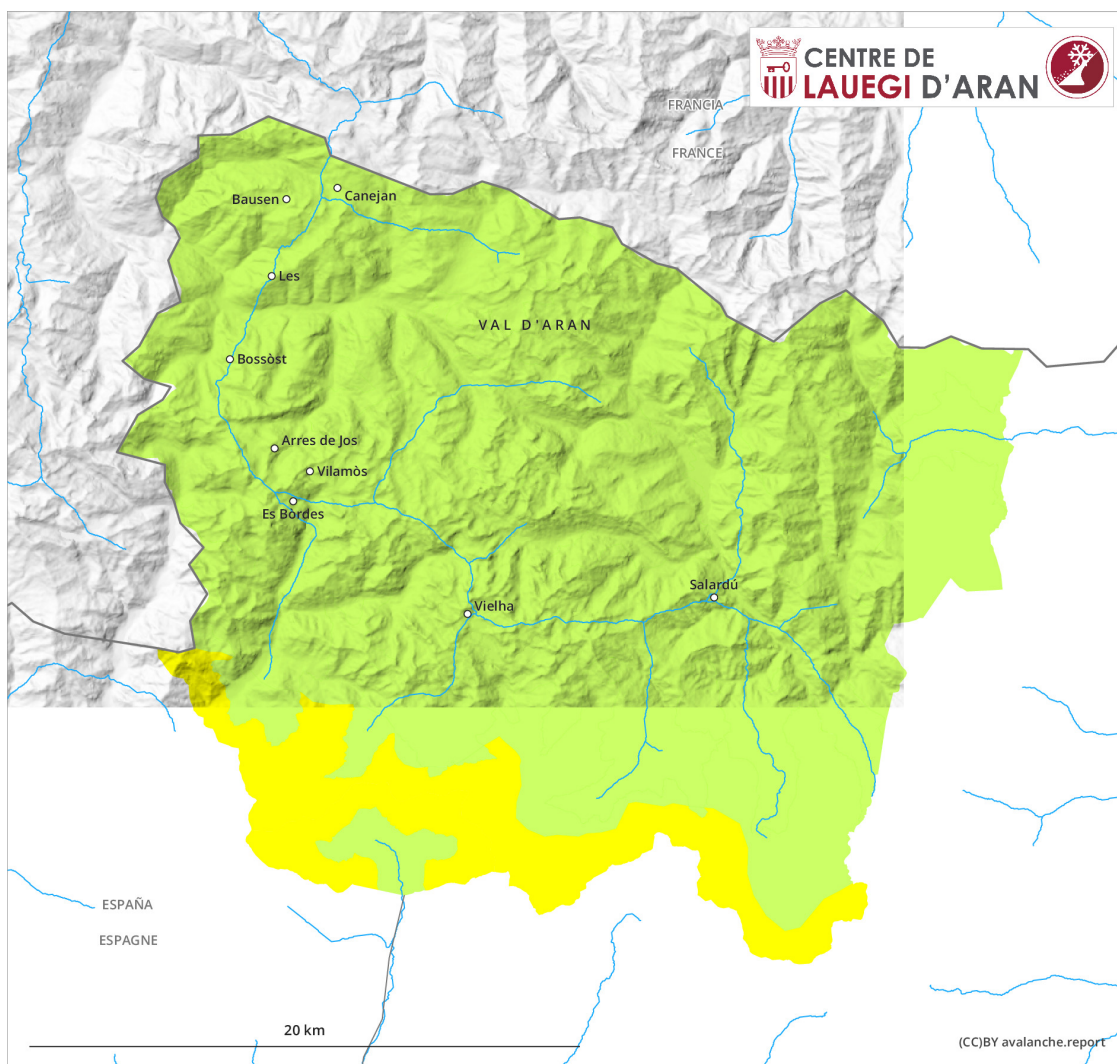 CENTRE DE
LAUEGI D'ARAN
FRANCIA
FRANCE
Canejan
Bausen
Les
VAL D'ARAN
Bossòst
Arres de Jos
Vilamòs
Es Bòrdes
Salardú
Vielha
ESPAÑA
ESPAGNE
20 km
(CC)BY avalanche.report